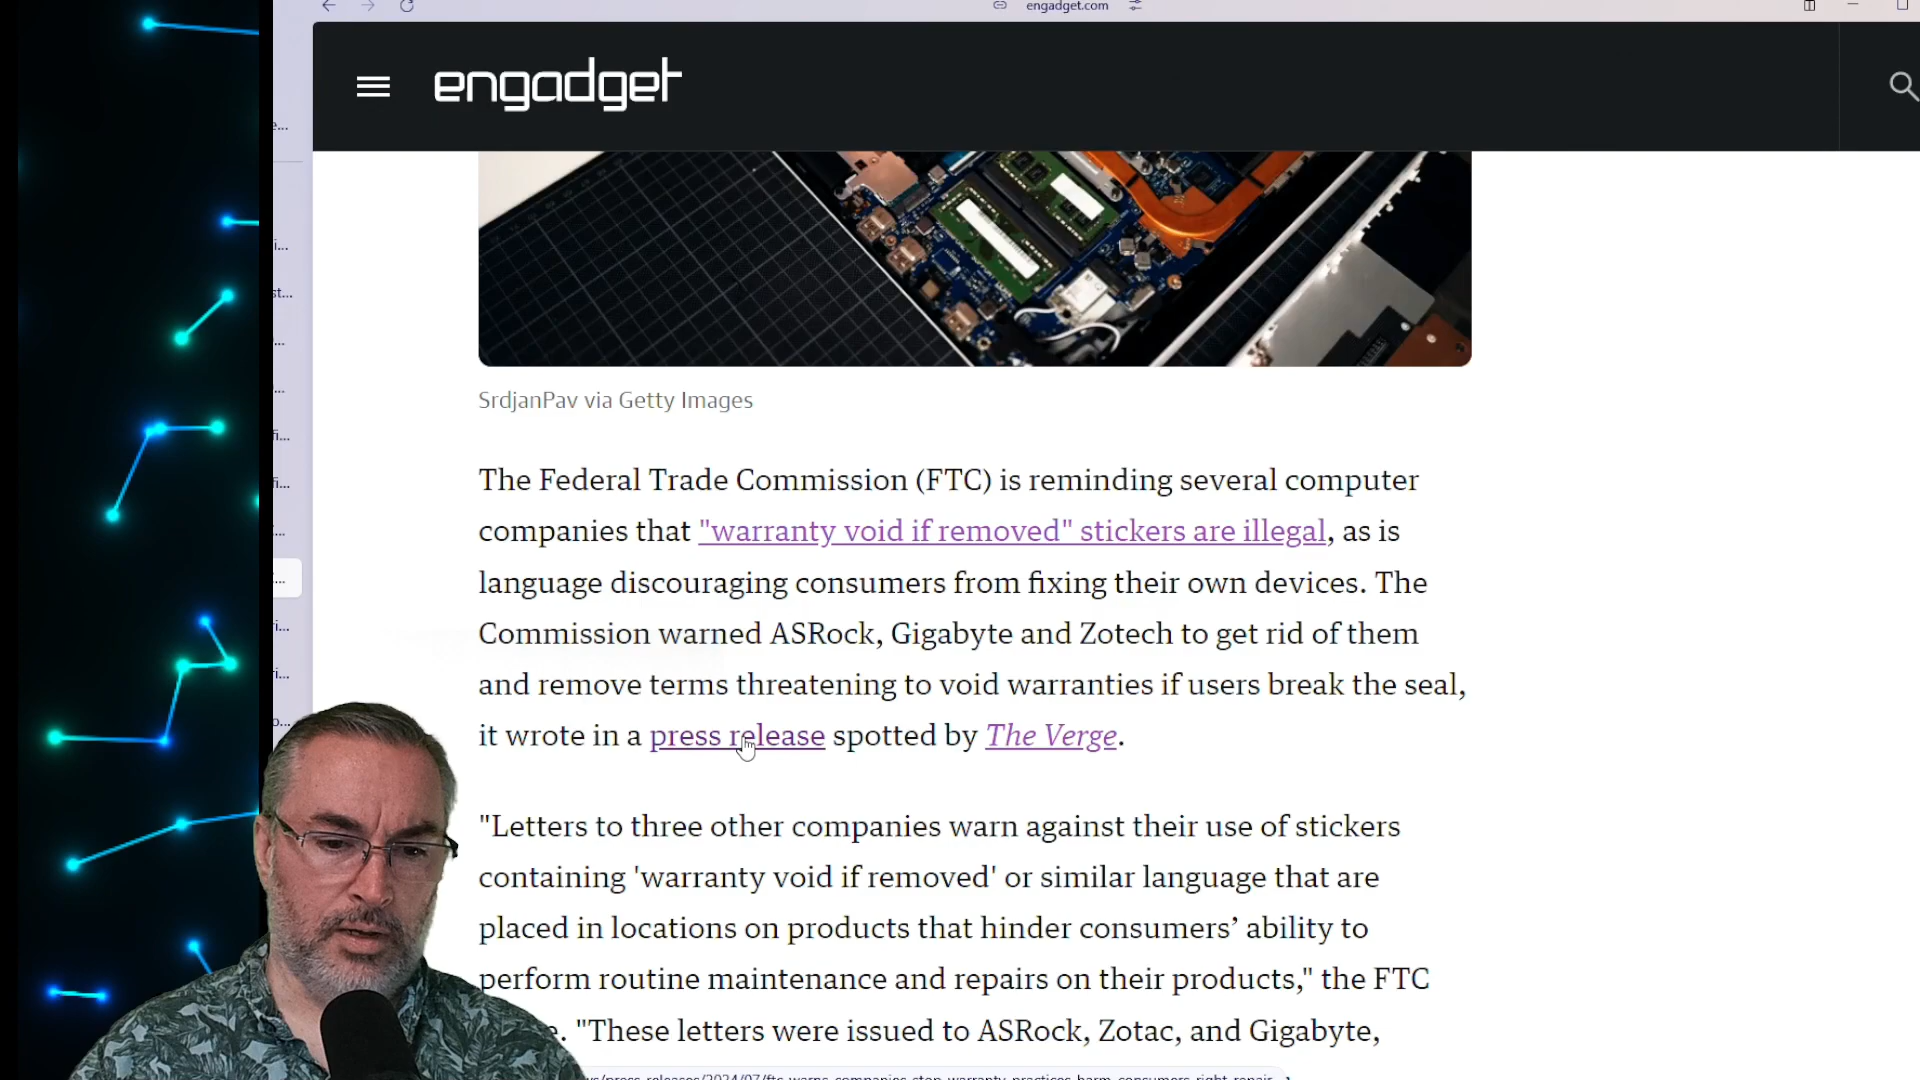 engadget.com
engadget
SrdjanPav via Getty Images
The Federal Trade Commission (FTC) is reminding several computer
companies that "warranty void if removed" stickers are illegal, as is
language discouraging consumers from fixing their own devices. The
Commission warned ASRock, Gigabyte and Zotech to get rid of them
and remove terms threatening to void warranties if users break the seal,
it wrote in a press release spotted by The Verge.
"Letters to three other companies warn against their use of stickers
containing 'warranty void if removed' or similar language that are
placed in locations on products that hinder consumers’ ability to
perform routine maintenance and repairs on their products," the FTC
"These letters were issued to ASRock, Zotac, and Gigabyte,